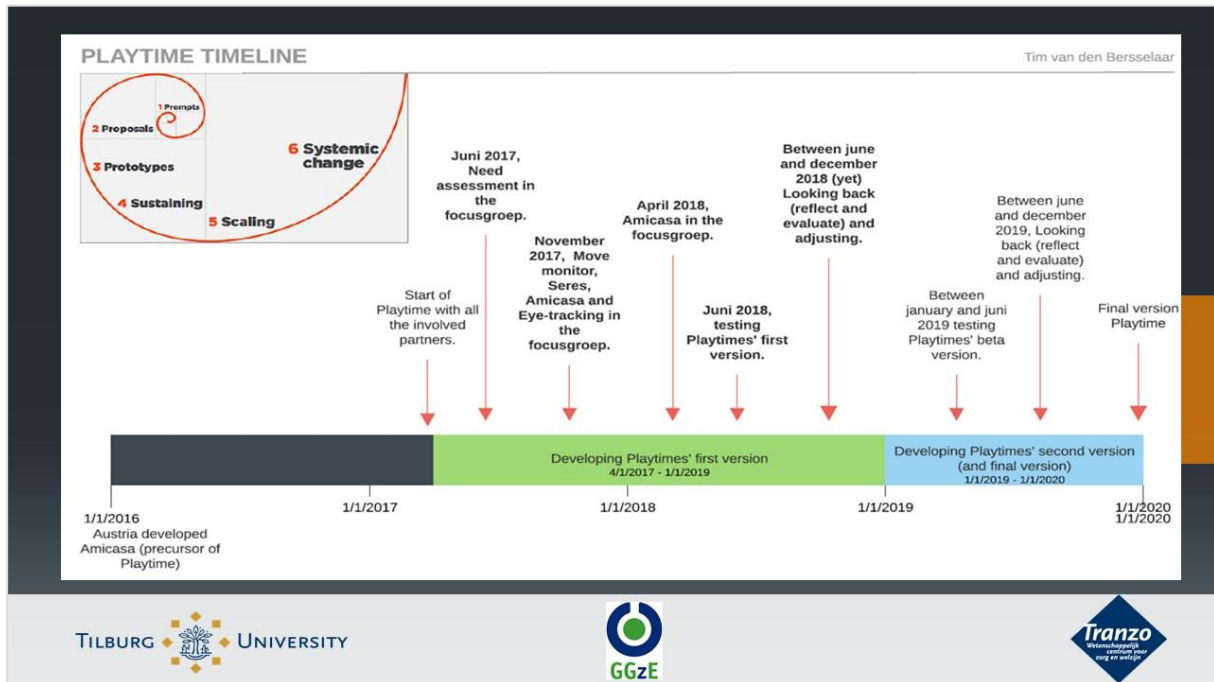 PLAYTIME TIMELINE
Tim van den Bersselaar
1 Prompts
2 Proposals
3 Prototypes
4 Sustaining
5 Scaling
6 Systemic
change
Start of
Playtime with all
the involved
partners.
Juni 2017,
Need
assessment in
the
focusgroep.
November
2017, Move
monitor,
Seres,
Amicasa and
Eye-tracking in
the
focusgroep.
April 2018,
Amicasa in the
focusgroep.
Juni 2018,
testing
Playtimes' first
version.
Between june
and december
2018 (yet)
Looking back
(reflect and
evaluate) and
adjusting.
Between
january and juni
2019 testing
Playtimes' beta
version.
Between june
and december
2019, Looking
back (reflect
and evaluate)
and adjusting.
Final version
Playtime
Developing Playtimes' first version
4/1/2017 - 1/1/2019
Developing Playtimes' second version
(and final version)
1/1/2019 - 1/1/2020
1/1/2016
Austria developed
Amicasa (precursor of
Playtime)
1/1/2017
1/1/2018
1/1/2019
1/1/2020
1/1/2020
TILBURG UNIVERSITY
GGzE
Tranzo
Wetenschappelijk
centrum voor
zorg en welzijn